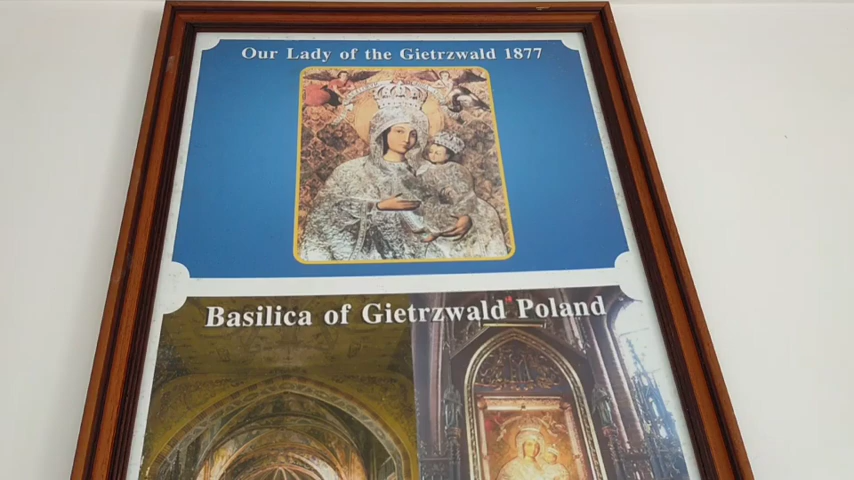 Our Lady of the Gietrzwald 1877
Basilica of Gietrzwald Poland